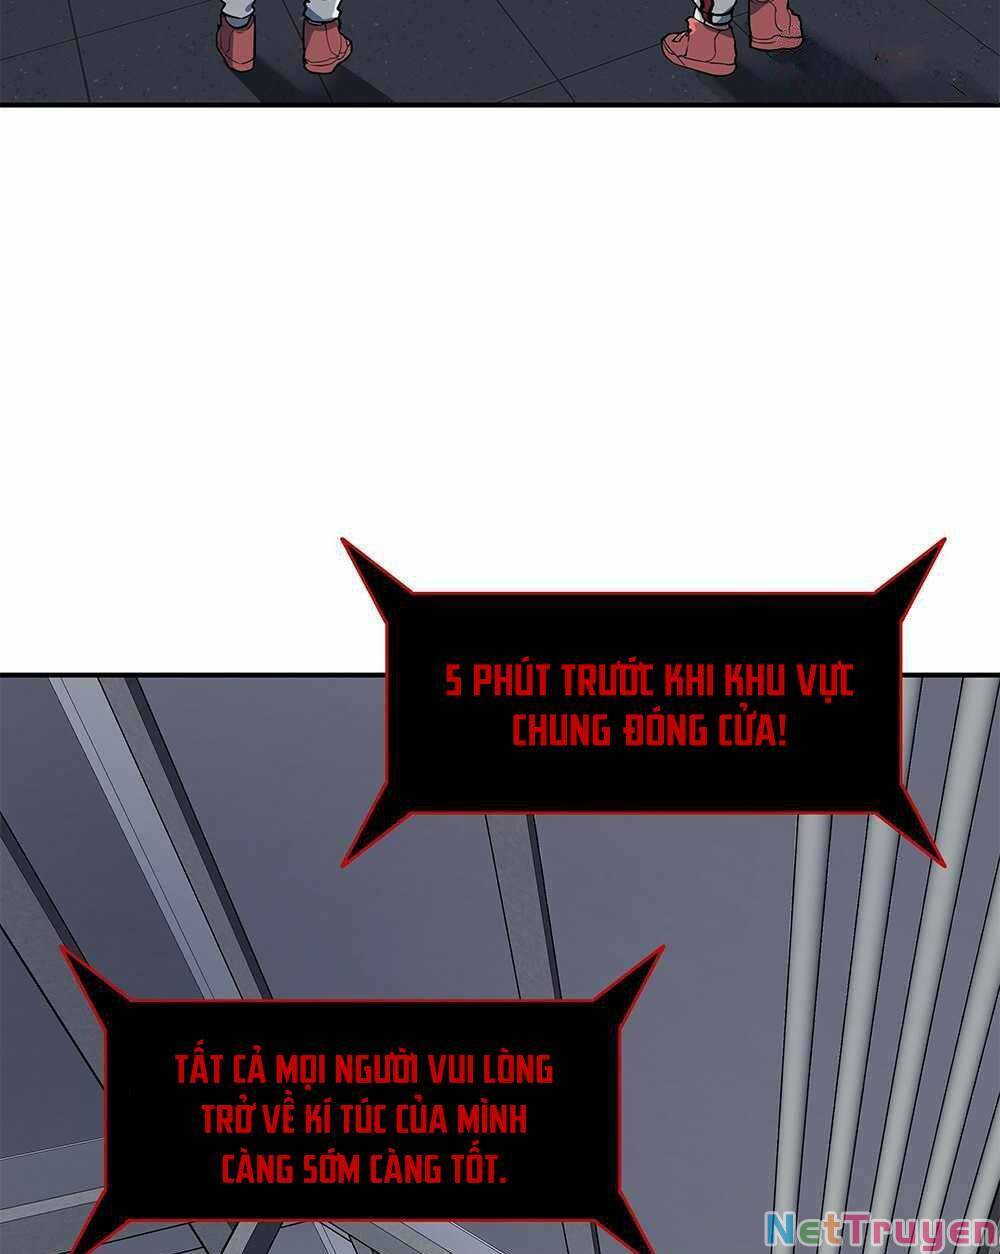 5 PHÚT TRƯỚC KHI KHU VỰC
CHUNG ĐÓNG CỬA!
TẤT CẢ MỌI NGƯỜI VUI LÒNG
TRỞ VỀ KÍ TÚC CỦA MÌNH
CÀNG SỚM CÀNG TỐT.
NetTruyen